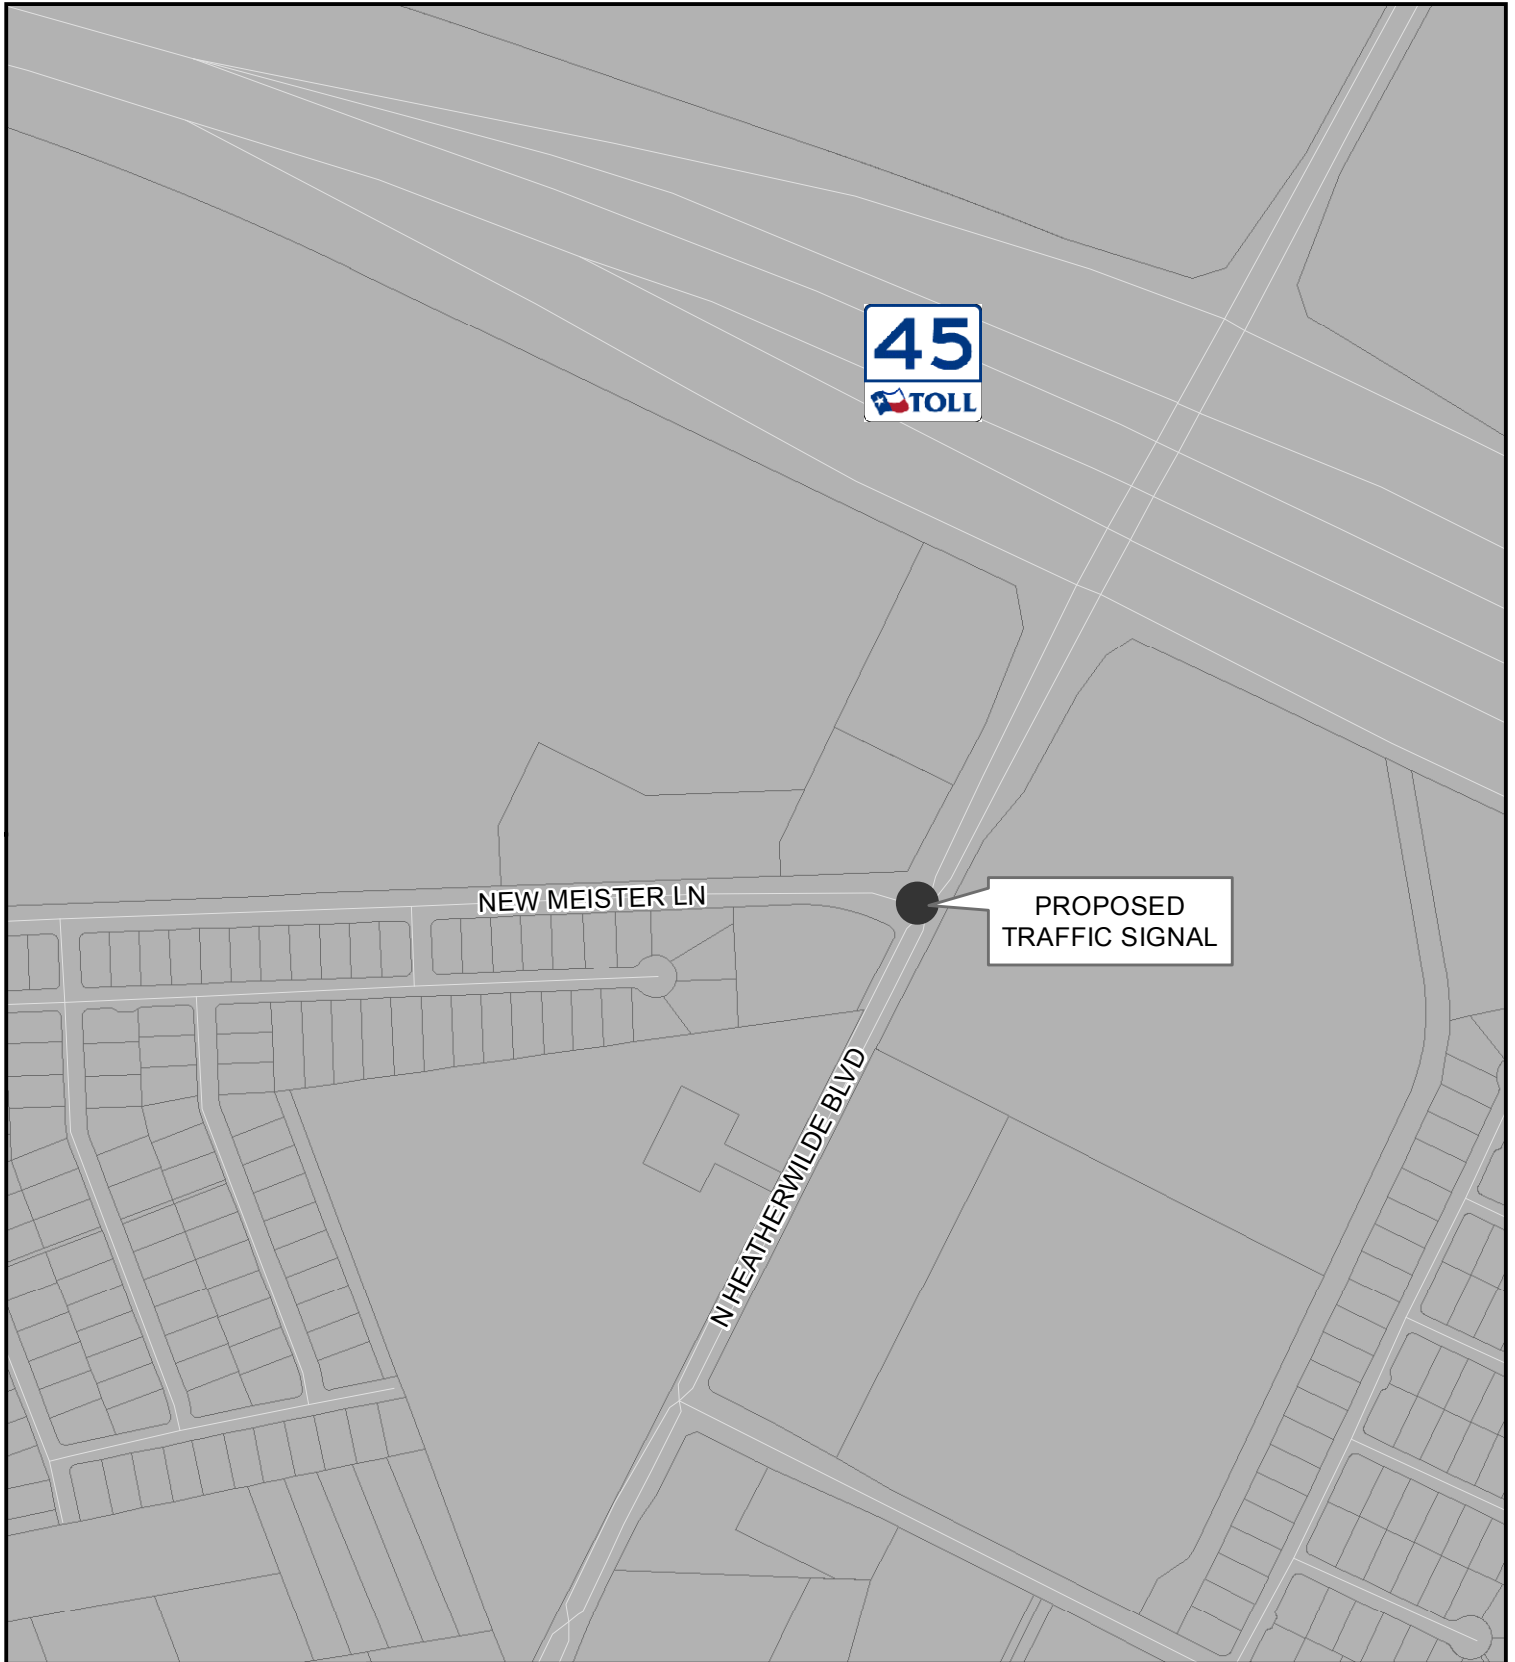 45
TOLL
NEW MEISTER LN
PROPOSED
TRAFFIC SIGNAL
N HEATHERWILDE BLVD